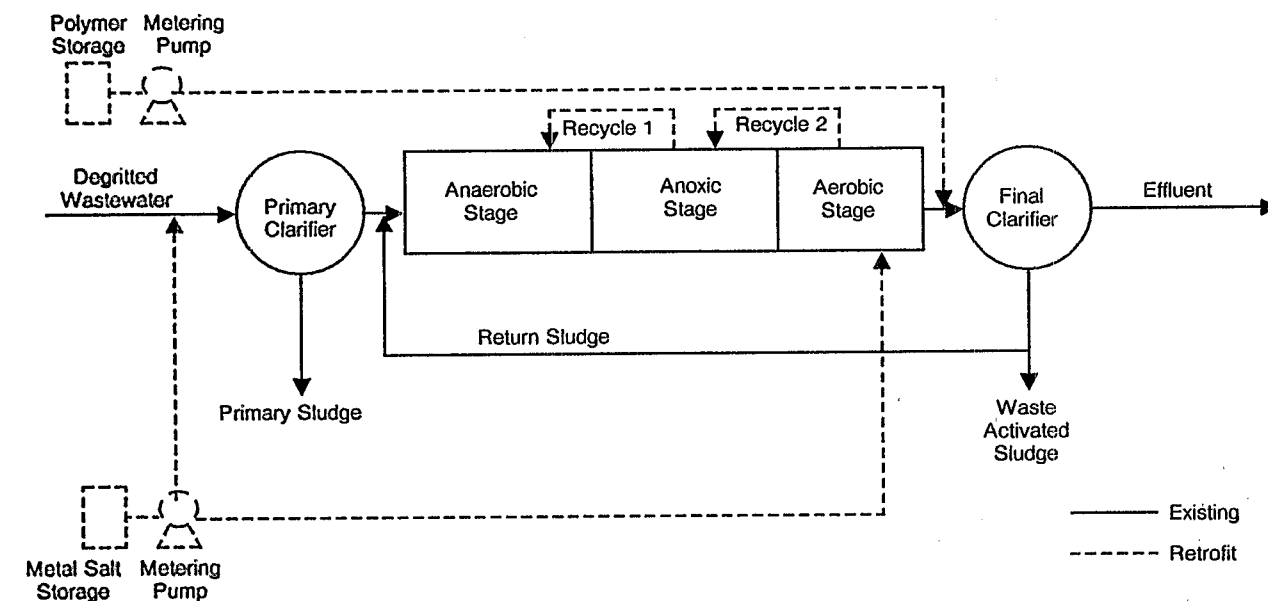 Polymer
Storage
Metering
Pump
Recycle 1
Recycle 2
Degritted
Wastewater
Primary
Clarifier
Anaerobic
Stage
Anoxic
Stage
Aerobic
Stage
Final
Clarifier
Effluent
Return Sludge
Primary Sludge
Waste
Activated
Sludge
Metal Salt
Storage
Metering
Pump
Existing
Retrofit